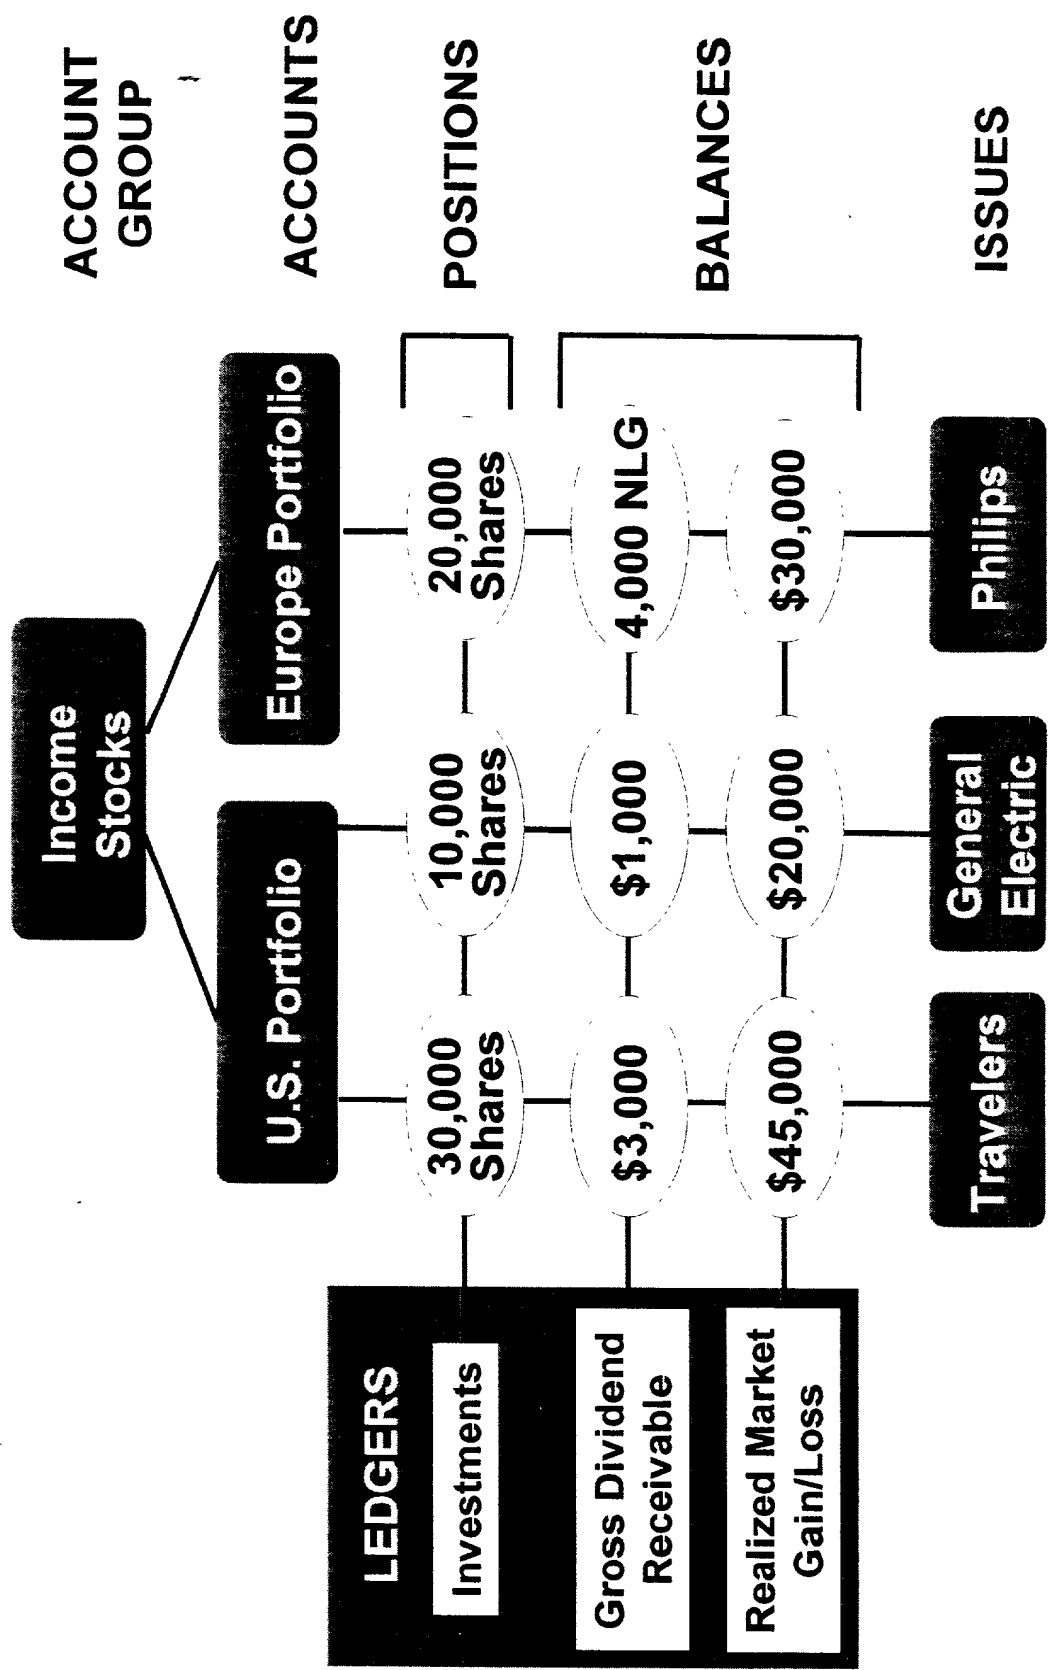 Income
Stocks
ACCOUNT
GROUP
U.S. Portfolio
Europe Portfolio
ACCOUNTS
LEDGERS
Investments
30,000
Shares
10,000
Shares
20,000
Shares
POSITIONS
Gross Dividend
Receivable
$3,000
$1,000
4,000 NLG
BALANCES
Realized Market
Gain/Loss
$45,000
$20,000
$30,000
Travelers
General
Electric
Philips
ISSUES